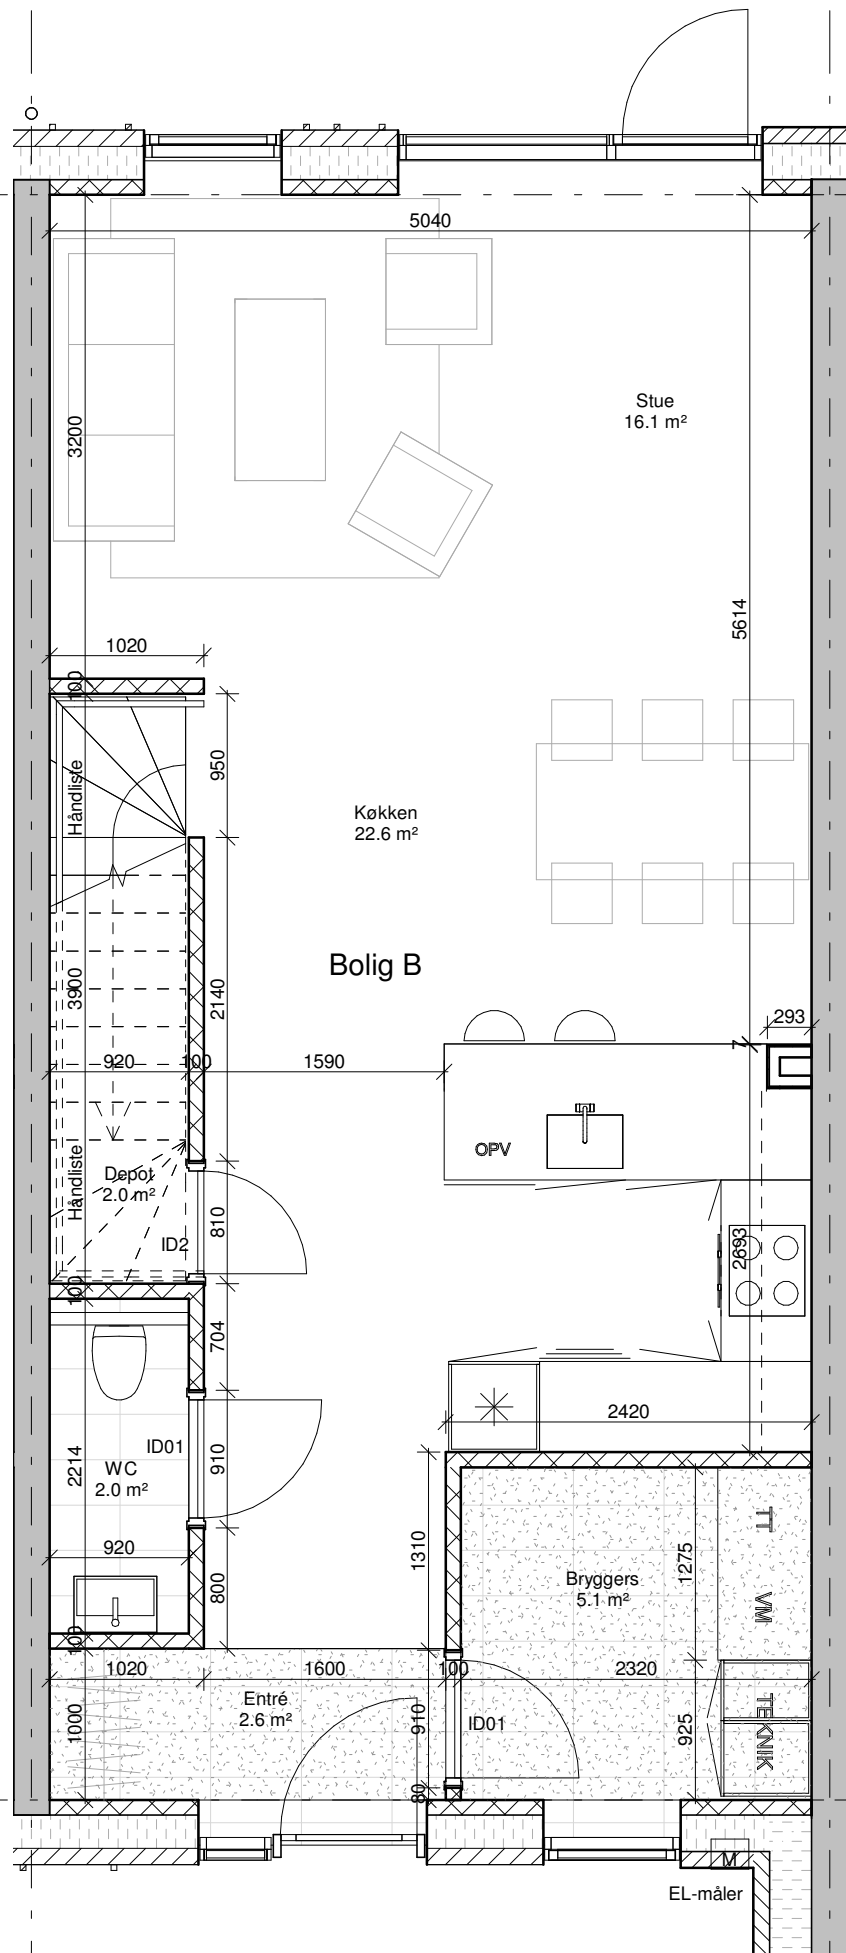 5040
Stue
16.1 m²
3200
5614
1020
100
950
Håndliste
Køkken
22.6 m²
Bolig B
3900
2140
293
7
920
100
1590
OPV
Håndliste
Depot
2.0 m²
ID2
810
2693
100
704
2420
ID01
WC
2.0 m²
2214
910
TT
1275
1310
920
Bryggers
5.1 m²
VM
800
100
1020
1600
100
2320
Entré
2.6 m²
1000
910
ID01
925
TEKNIK
80
M
EL-måler